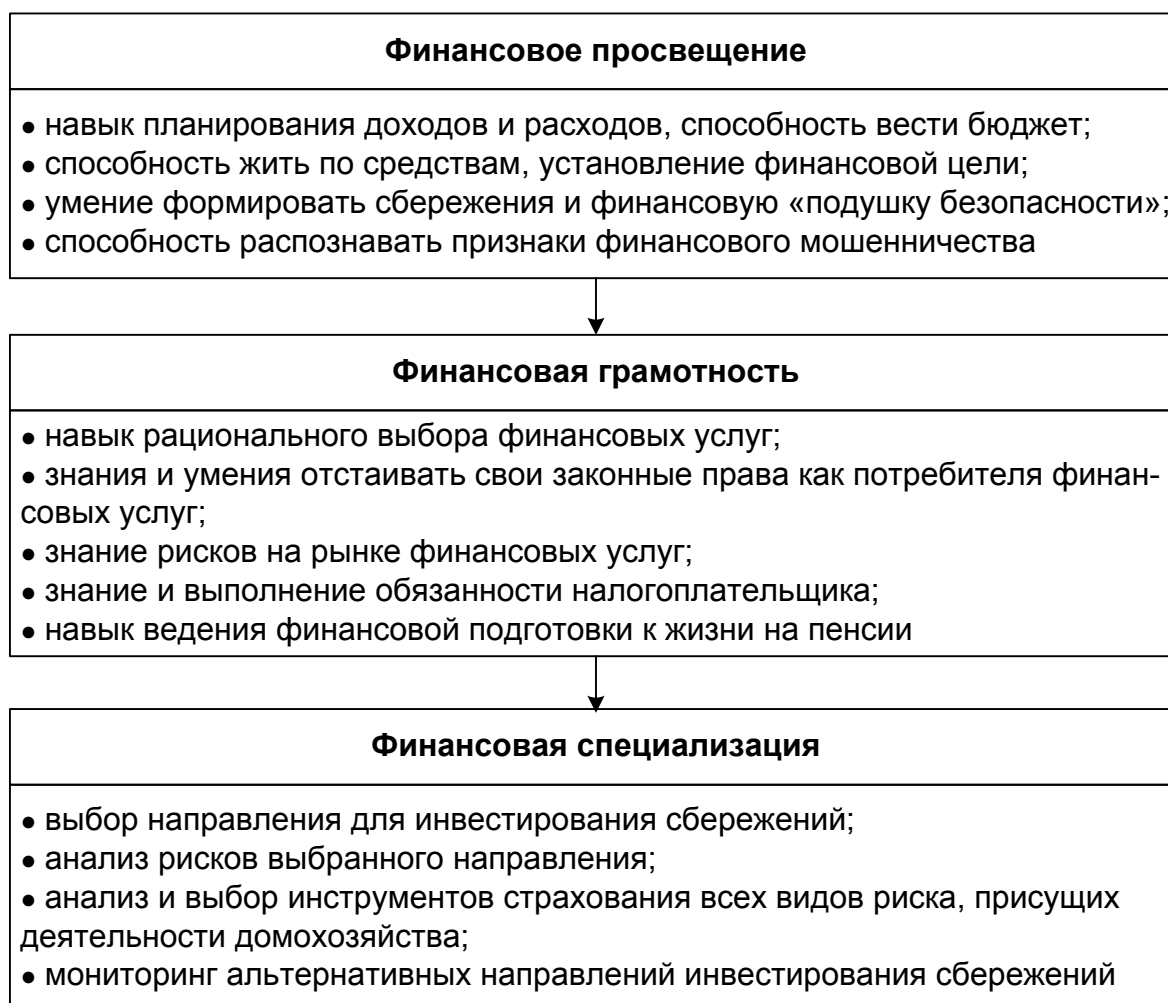 Финансовое просвещение
● навык планирования доходов и расходов, способность вести бюджет;
● способность жить по средствам, установление финансовой цели;
● умение формировать сбережения и финансовую «подушку безопасности»;
● способность распознавать признаки финансового мошенничества
Финансовая грамотность
● навык рационального выбора финансовых услуг;
● знания и умения отстаивать свои законные права как потребителя финан-
совых услуг;
● знание рисков на рынке финансовых услуг;
● знание и выполнение обязанности налогоплательщика;
● навык ведения финансовой подготовки к жизни на пенсии
Финансовая специализация
● выбор направления для инвестирования сбережений;
● анализ рисков выбранного направления;
● анализ и выбор инструментов страхования всех видов риска, присущих
деятельности домохозяйства;
● мониторинг альтернативных направлений инвестирования сбережений